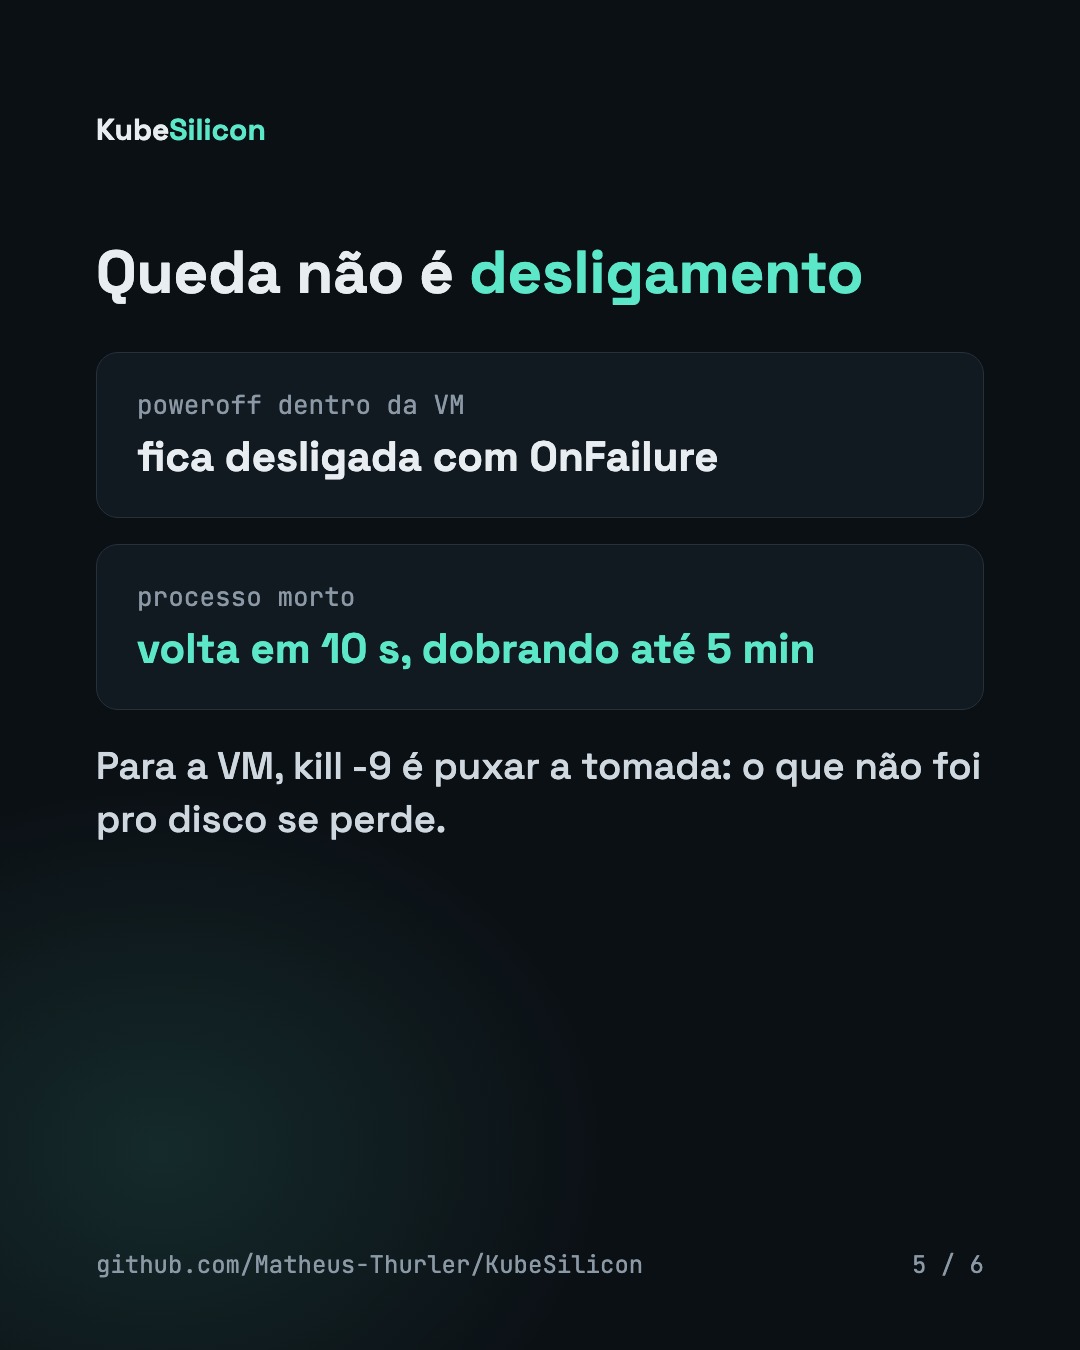 KubeSilicon
Queda não é desligamento
poweroff dentro da VM
fica desligada com OnFailure
processo morto
volta em 10 s, dobrando até 5 min
Para a VM, kill -9 é puxar a tomada: o que não foi
pro disco se perde.
github.com/Matheus-Thurler/KubeSilicon
5 / 6